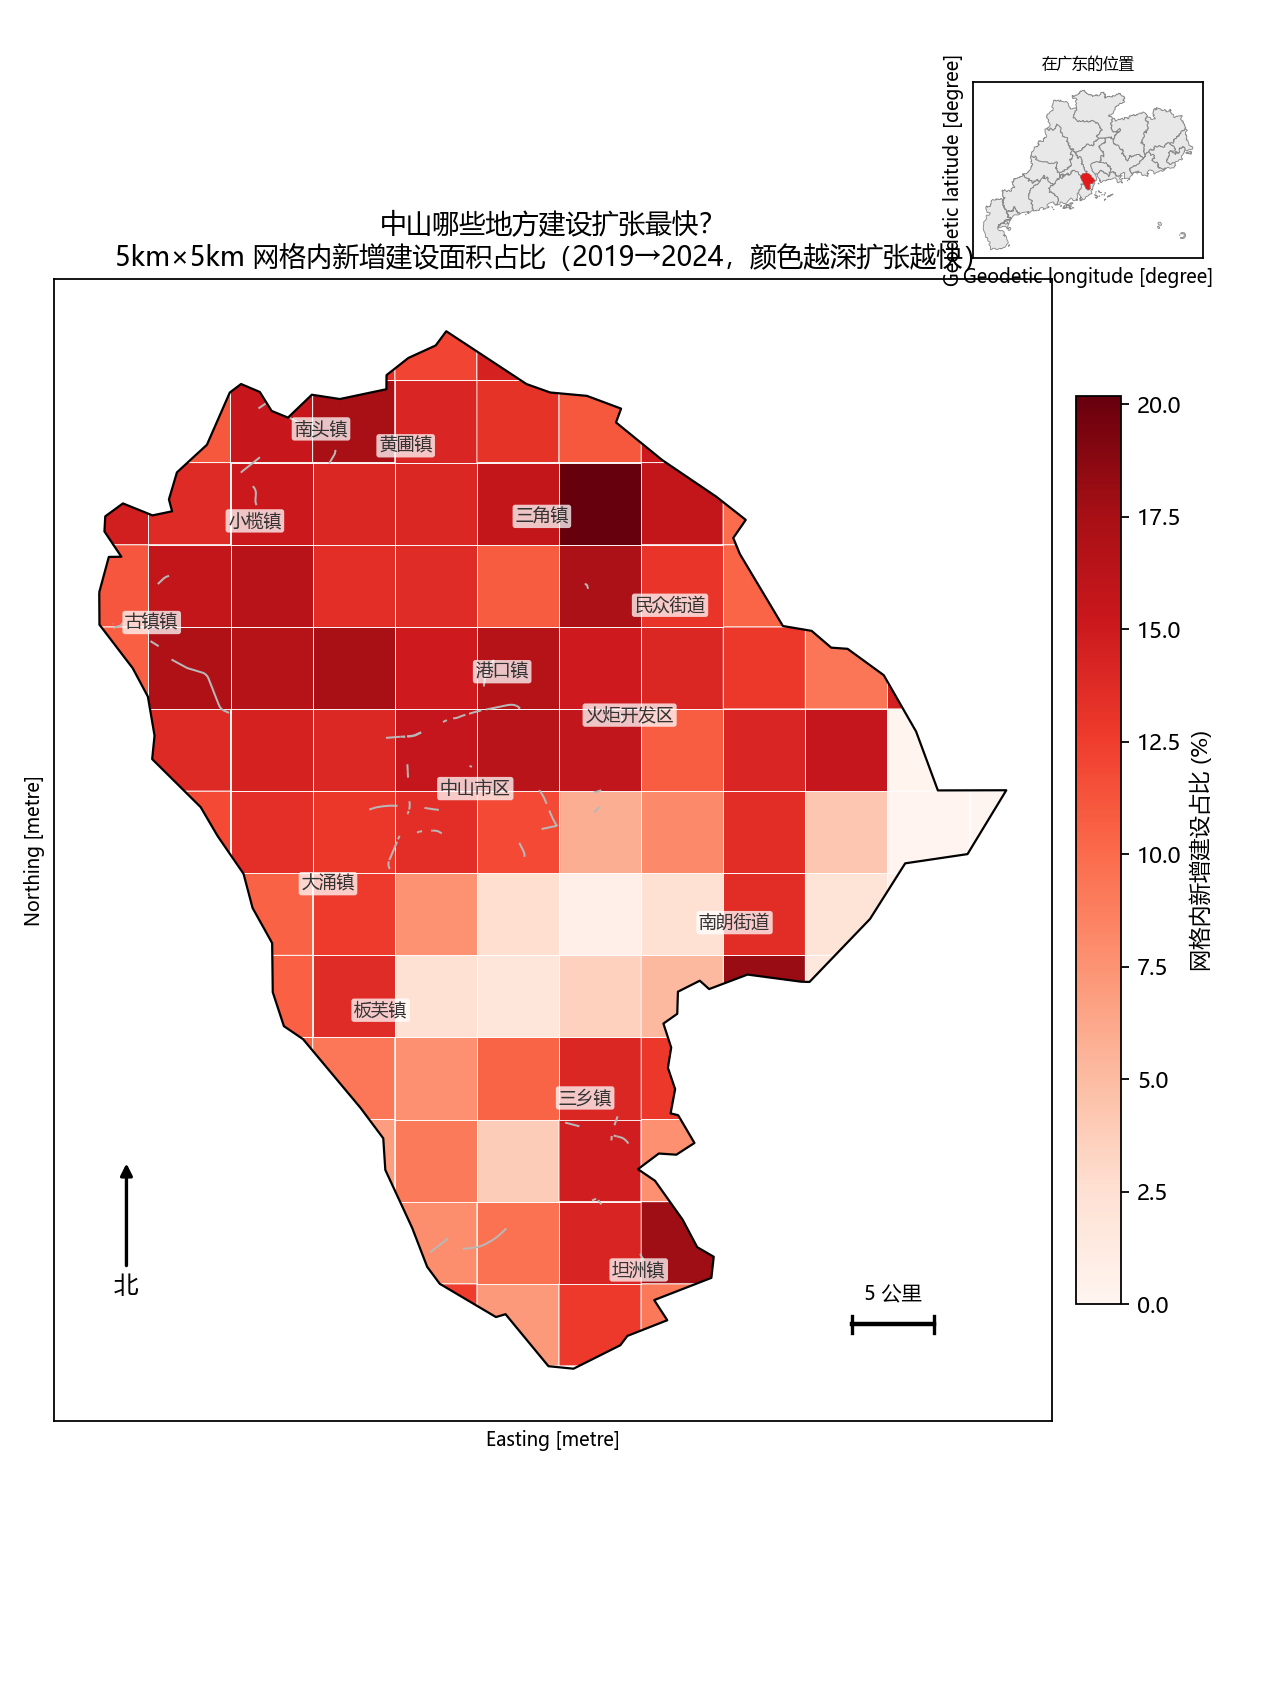 在广东的位置
Geodetic latitude [degree]
Geodetic longitude [degree]
中山哪些地方建设扩张最快？
5km×5km 网格内新增建设面积占比（2019→2024，颜色越深扩张越快）
南头镇
黄圃镇
小榄镇
三角镇
古镇镇
民众街道
港口镇
火炬开发区
中山市区
大涌镇
南朗街道
板芙镇
三乡镇
坦洲镇
北
5 公里
Northing [metre]
Easting [metre]
20.0
17.5
15.0
12.5
10.0
7.5
5.0
2.5
0.0
网格内新增建设占比 (%)